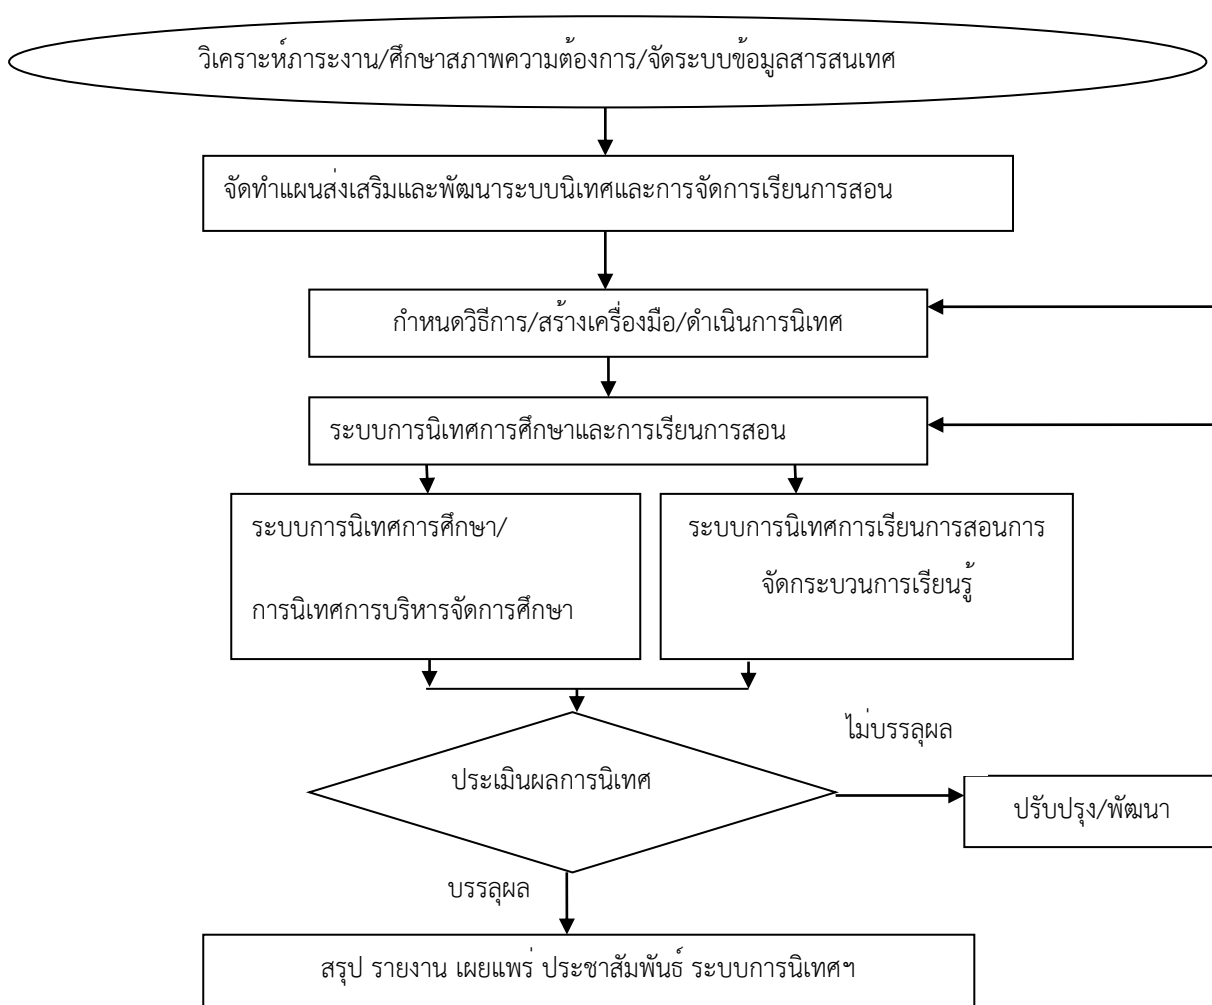 วิเคราะห์ภาระงาน/ศึกษาสภาพความต้องการ/จัดระบบข้อมูลสารสนเทศ
จัดทำแผนส่งเสริมและพัฒนาระบบนิเทศและการจัดการเรียนการสอน
กำหนดวิธีการ/สร้างเครื่องมือ/ดำเนินการนิเทศ
ระบบการนิเทศการศึกษาและการเรียนการสอน
ระบบการนิเทศการศึกษา/
การนิเทศการบริหารจัดการศึกษา
ระบบการนิเทศการเรียนการสอนการ
จัดกระบวนการเรียนรู้
ประเมินผลการนิเทศ
ไม่บรรลุผล
ปรับปรุง/พัฒนา
บรรลุผล
สรุป รายงาน เผยแพร่ ประชาสัมพันธ์ ระบบการนิเทศฯ